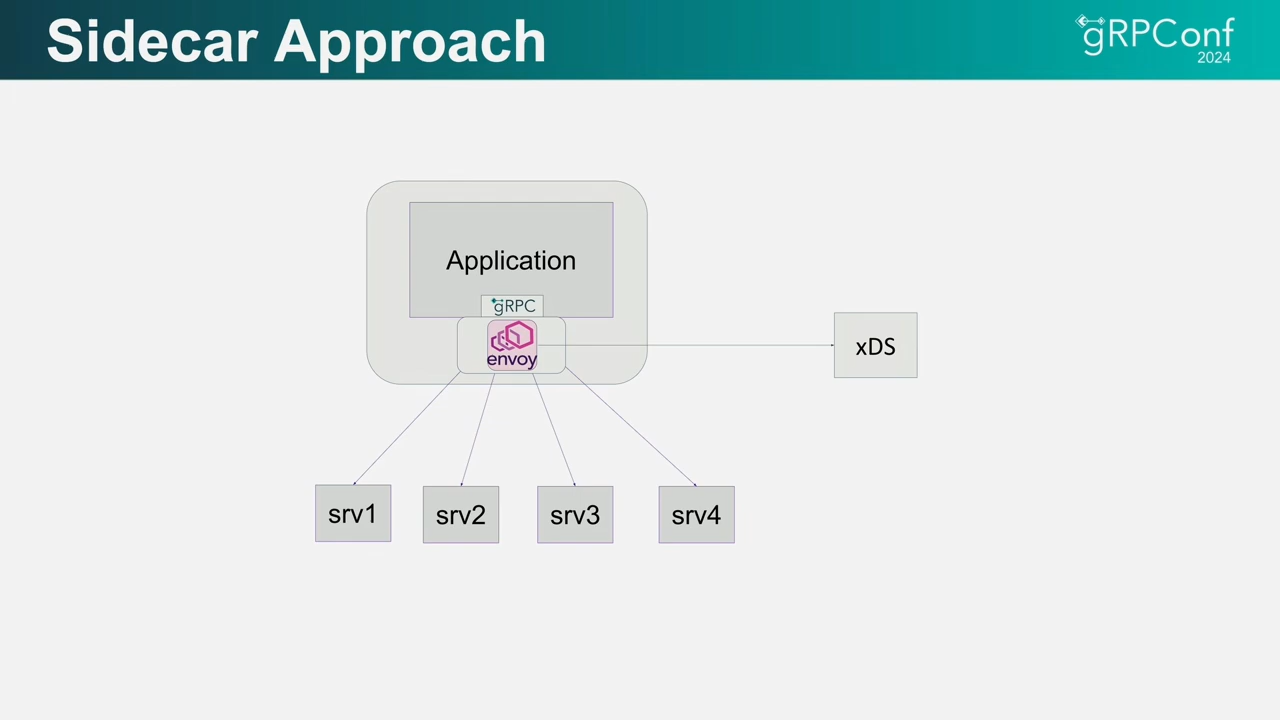 Sidecar Approach
gRPConf
2024
Application
gRPC
envoy
xDS
srv1
srv2
srv3
srv4